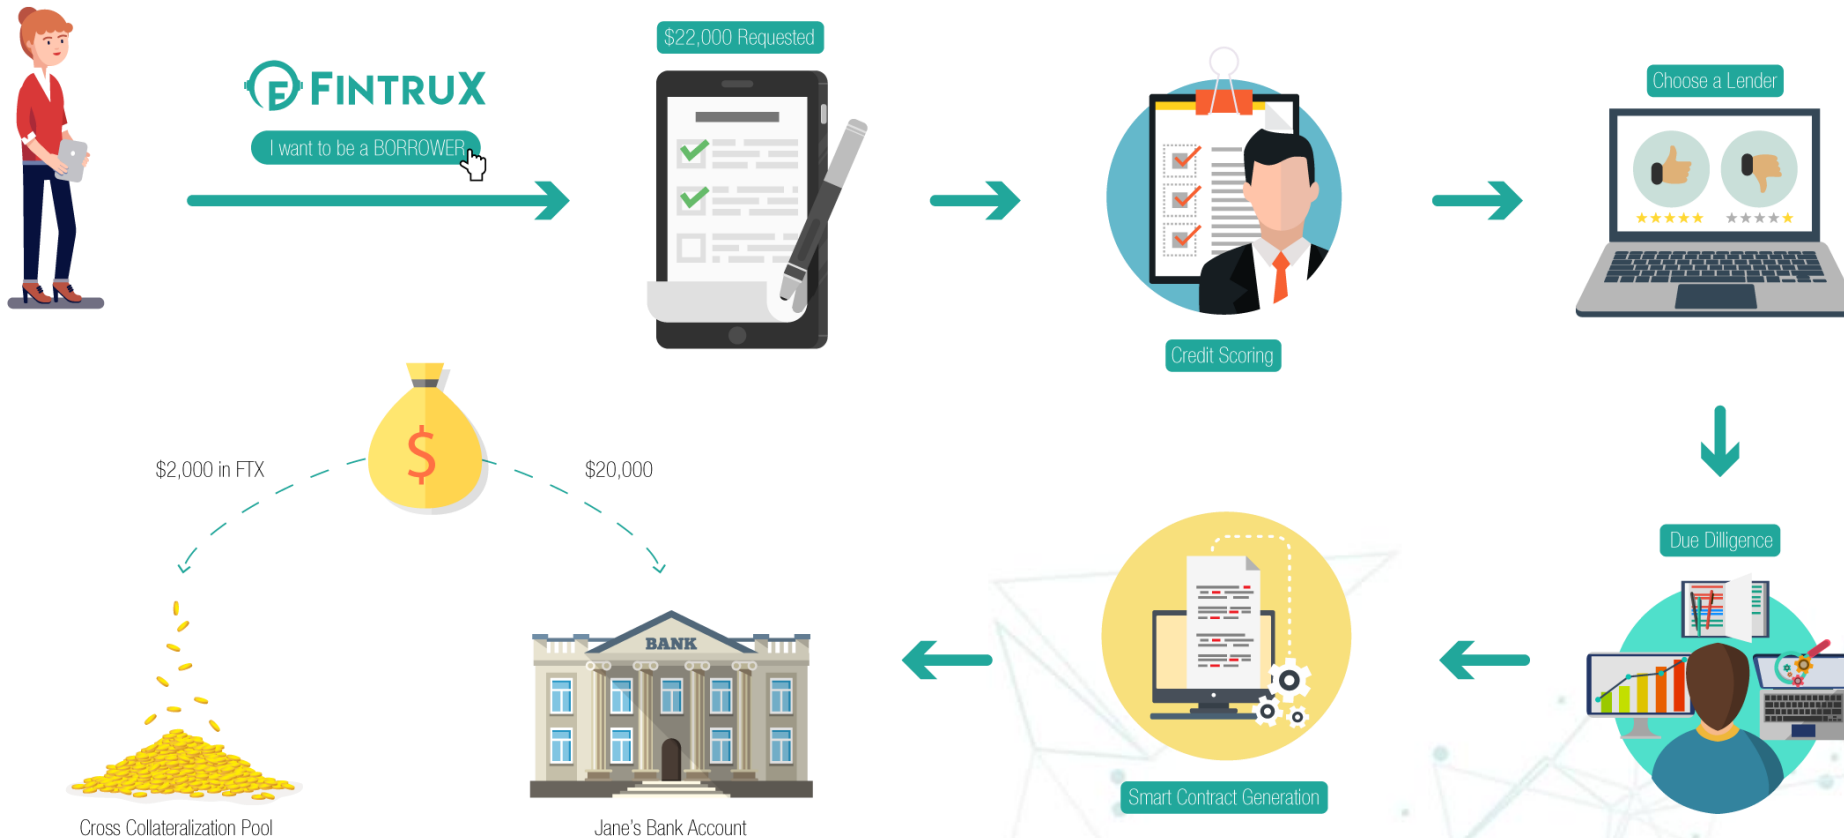 FINTRUX
I want to be a BORROWER
$22,000 Requested
Credit Scoring
Choose a Lender
Due Dilligence
Smart Contract Generation
$
$2,000 in FTX
$20,000
BANK
Cross Collateralization Pool
Jane's Bank Account